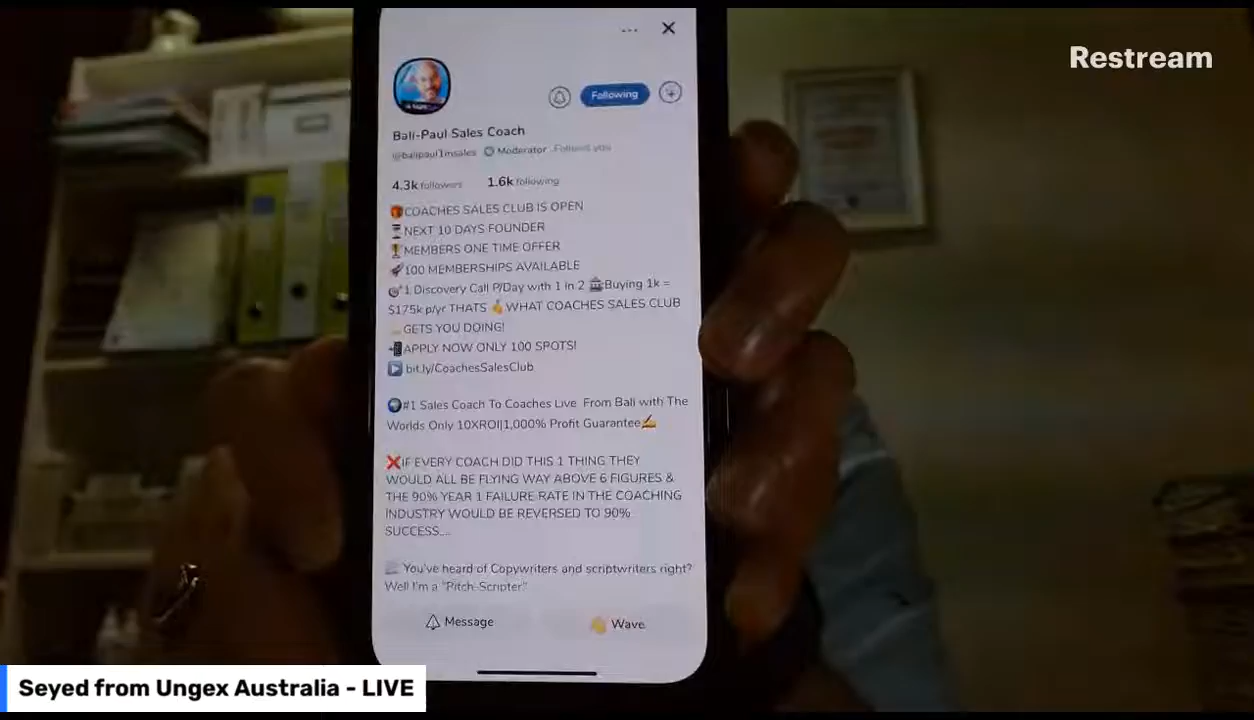 Restream
Following
Bali-Paul Sales Coach
@balipaul1msales Moderator Follows you
4.3k followers 1.6k following
COACHES SALES CLUB IS OPEN
NEXT 10 DAYS FOUNDER
MEMBERS ONE TIME OFFER
100 MEMBERSHIPS AVAILABLE
1 Discovery Call P/Day with 1 in 2 Buying 1k =
$175k p/yr THATS WHAT COACHES SALES CLUB
GETS YOU DOING!
APPLY NOW ONLY 100 SPOTS!
bit.ly/CoachesSalesClub
#1 Sales Coach To Coaches Live From Bali with The
Worlds Only 10XROI|1,000% Profit Guarantee
IF EVERY COACH DID THIS 1 THING THEY
WOULD ALL BE FLYING WAY ABOVE 6 FIGURES &
THE 90% YEAR 1 FAILURE RATE IN THE COACHING
INDUSTRY WOULD BE REVERSED TO 90%
SUCCESS...
You've heard of Copywriters and scriptwriters right?
Well I'm a "Pitch-Scripter"
Message Wave
Seyed from Ungex Australia - LIVE